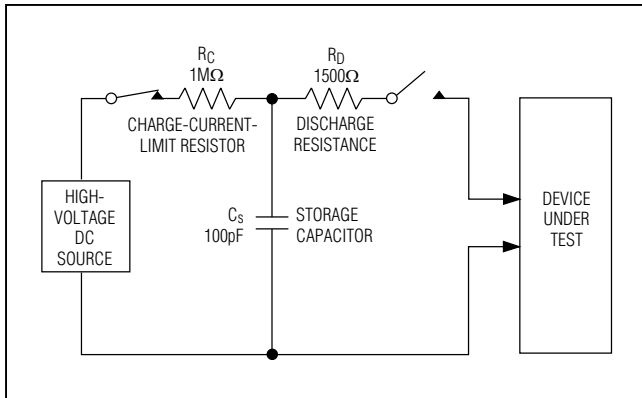 RC
1MΩ
RD
1500Ω
CHARGE-CURRENT-
LIMIT RESISTOR
DISCHARGE
RESISTANCE
HIGH-
VOLTAGE
DC
SOURCE
CS
100pF
STORAGE
CAPACITOR
DEVICE
UNDER
TEST